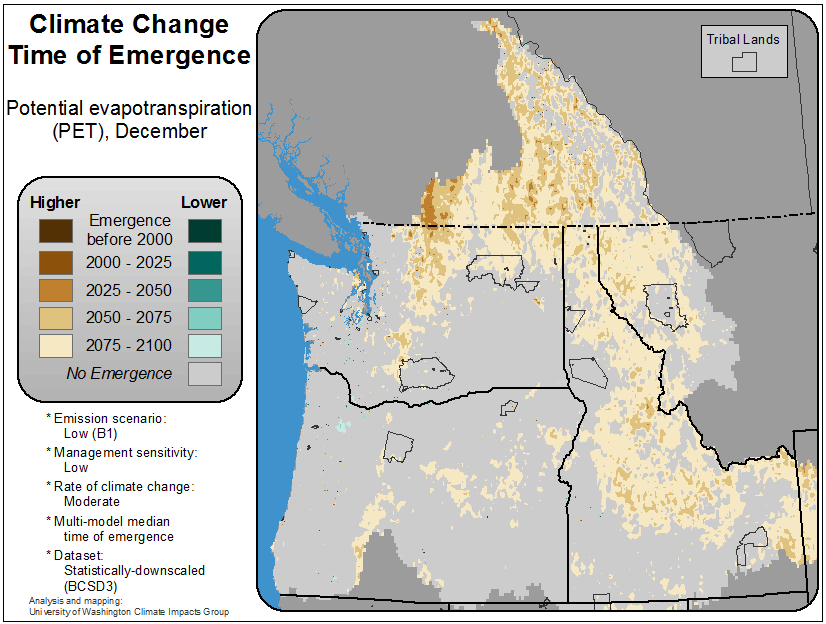 Climate Change
Time of Emergence
Potential evapotranspiration
(PET), December
Higher
Lower
Emergence
before 2000
2000 - 2025
2025 - 2050
2050 - 2075
2075 - 2100
No Emergence
* Emission scenario:
Low (B1)
* Management sensitivity:
Low
* Rate of climate change:
Moderate
* Multi-model median
time of emergence
* Dataset:
Statistically-downscaled
(BCSD3)
Analysis and mapping:
University of Washington Climate Impacts Group
Tribal Lands